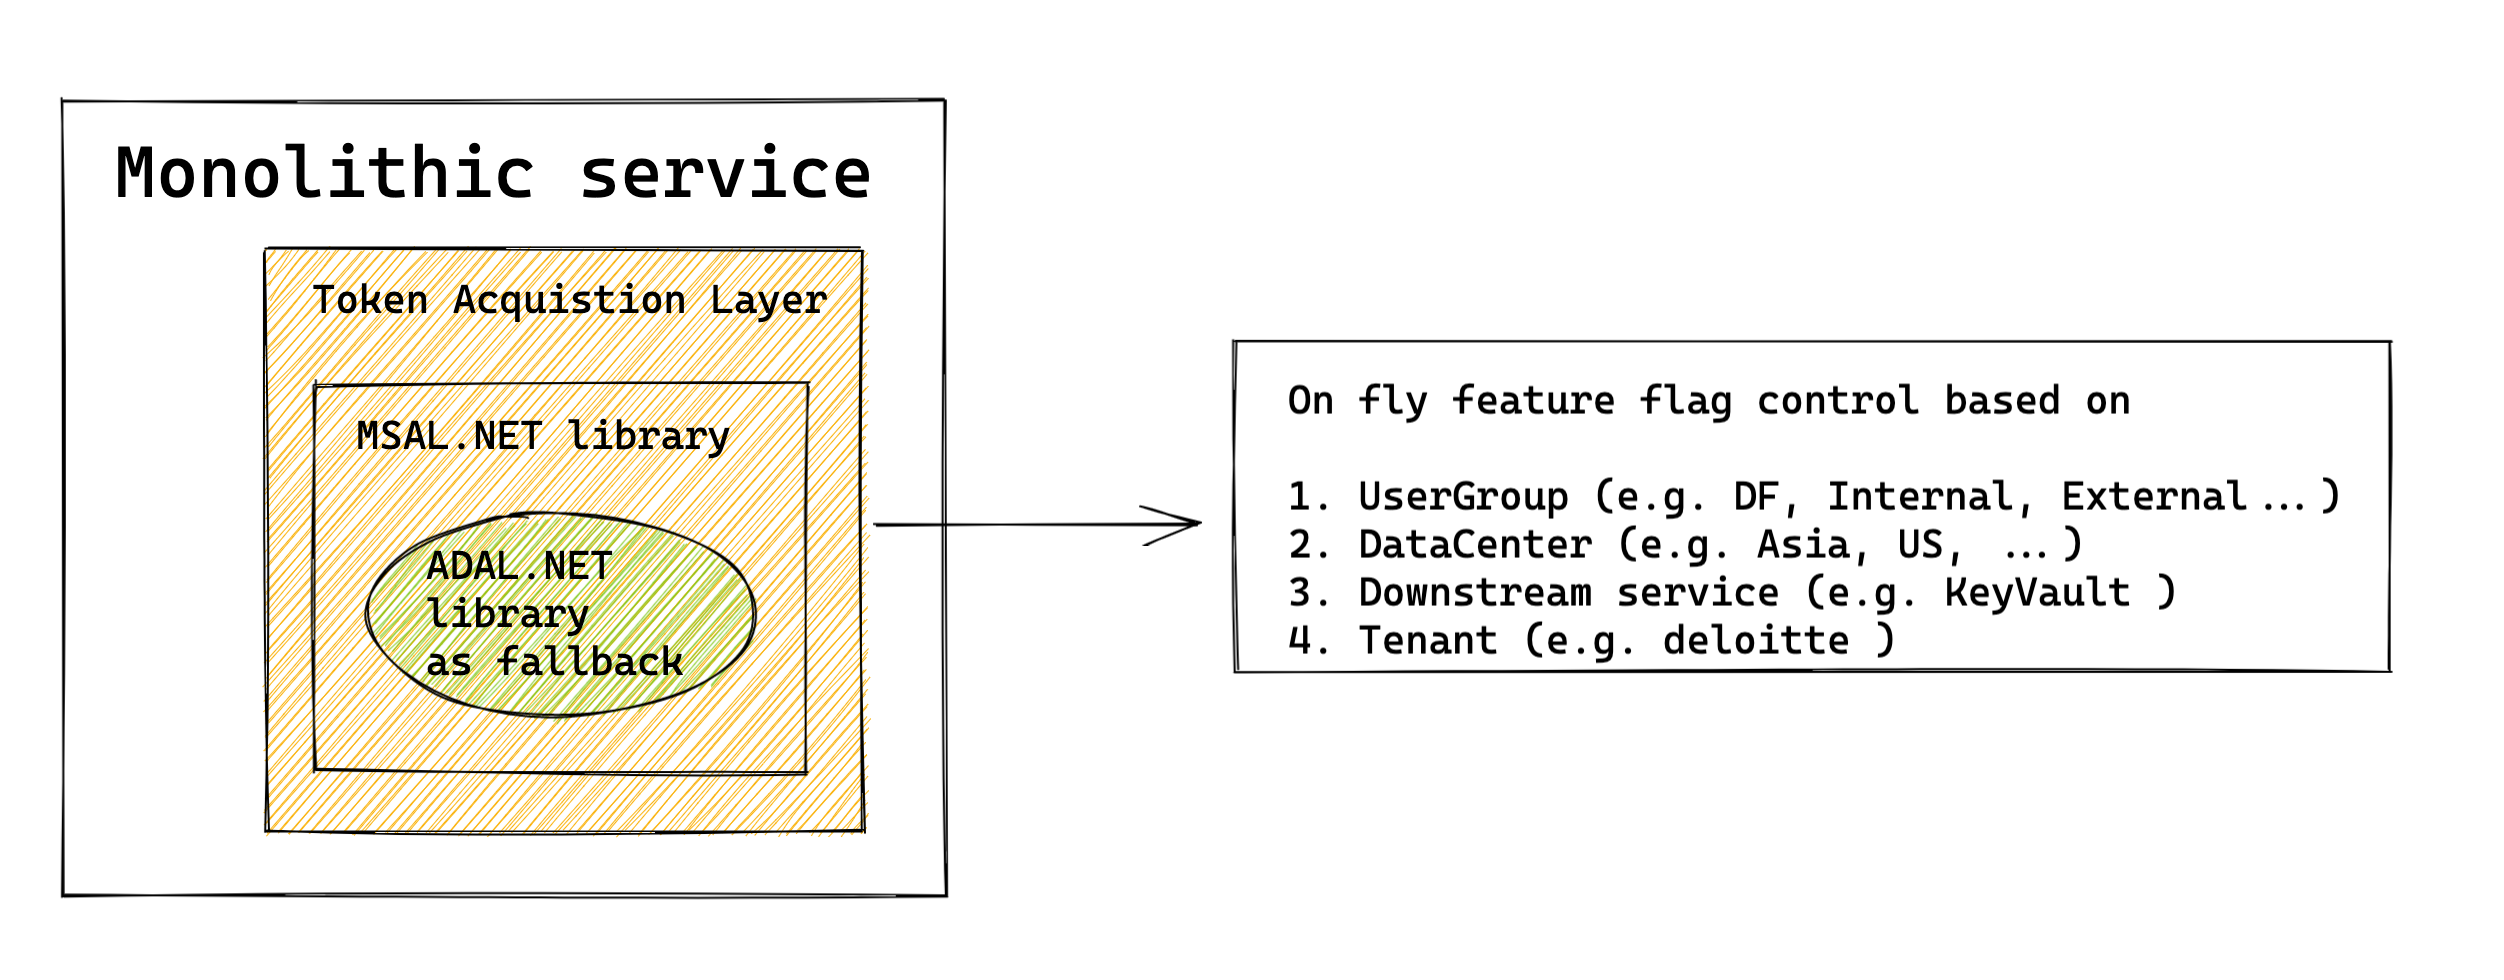 Monolithic service
Token Acquistion Layer
MSAL.NET library
ADAL.NET
library
as fallback
On fly feature flag control based on
1. UserGroup (e.g. DF, Internal, External ... )
2. DataCenter (e.g. Asia, US, ... )
3. Downstream service (e.g. KeyVault )
4. Tenant (e.g. deloitte )